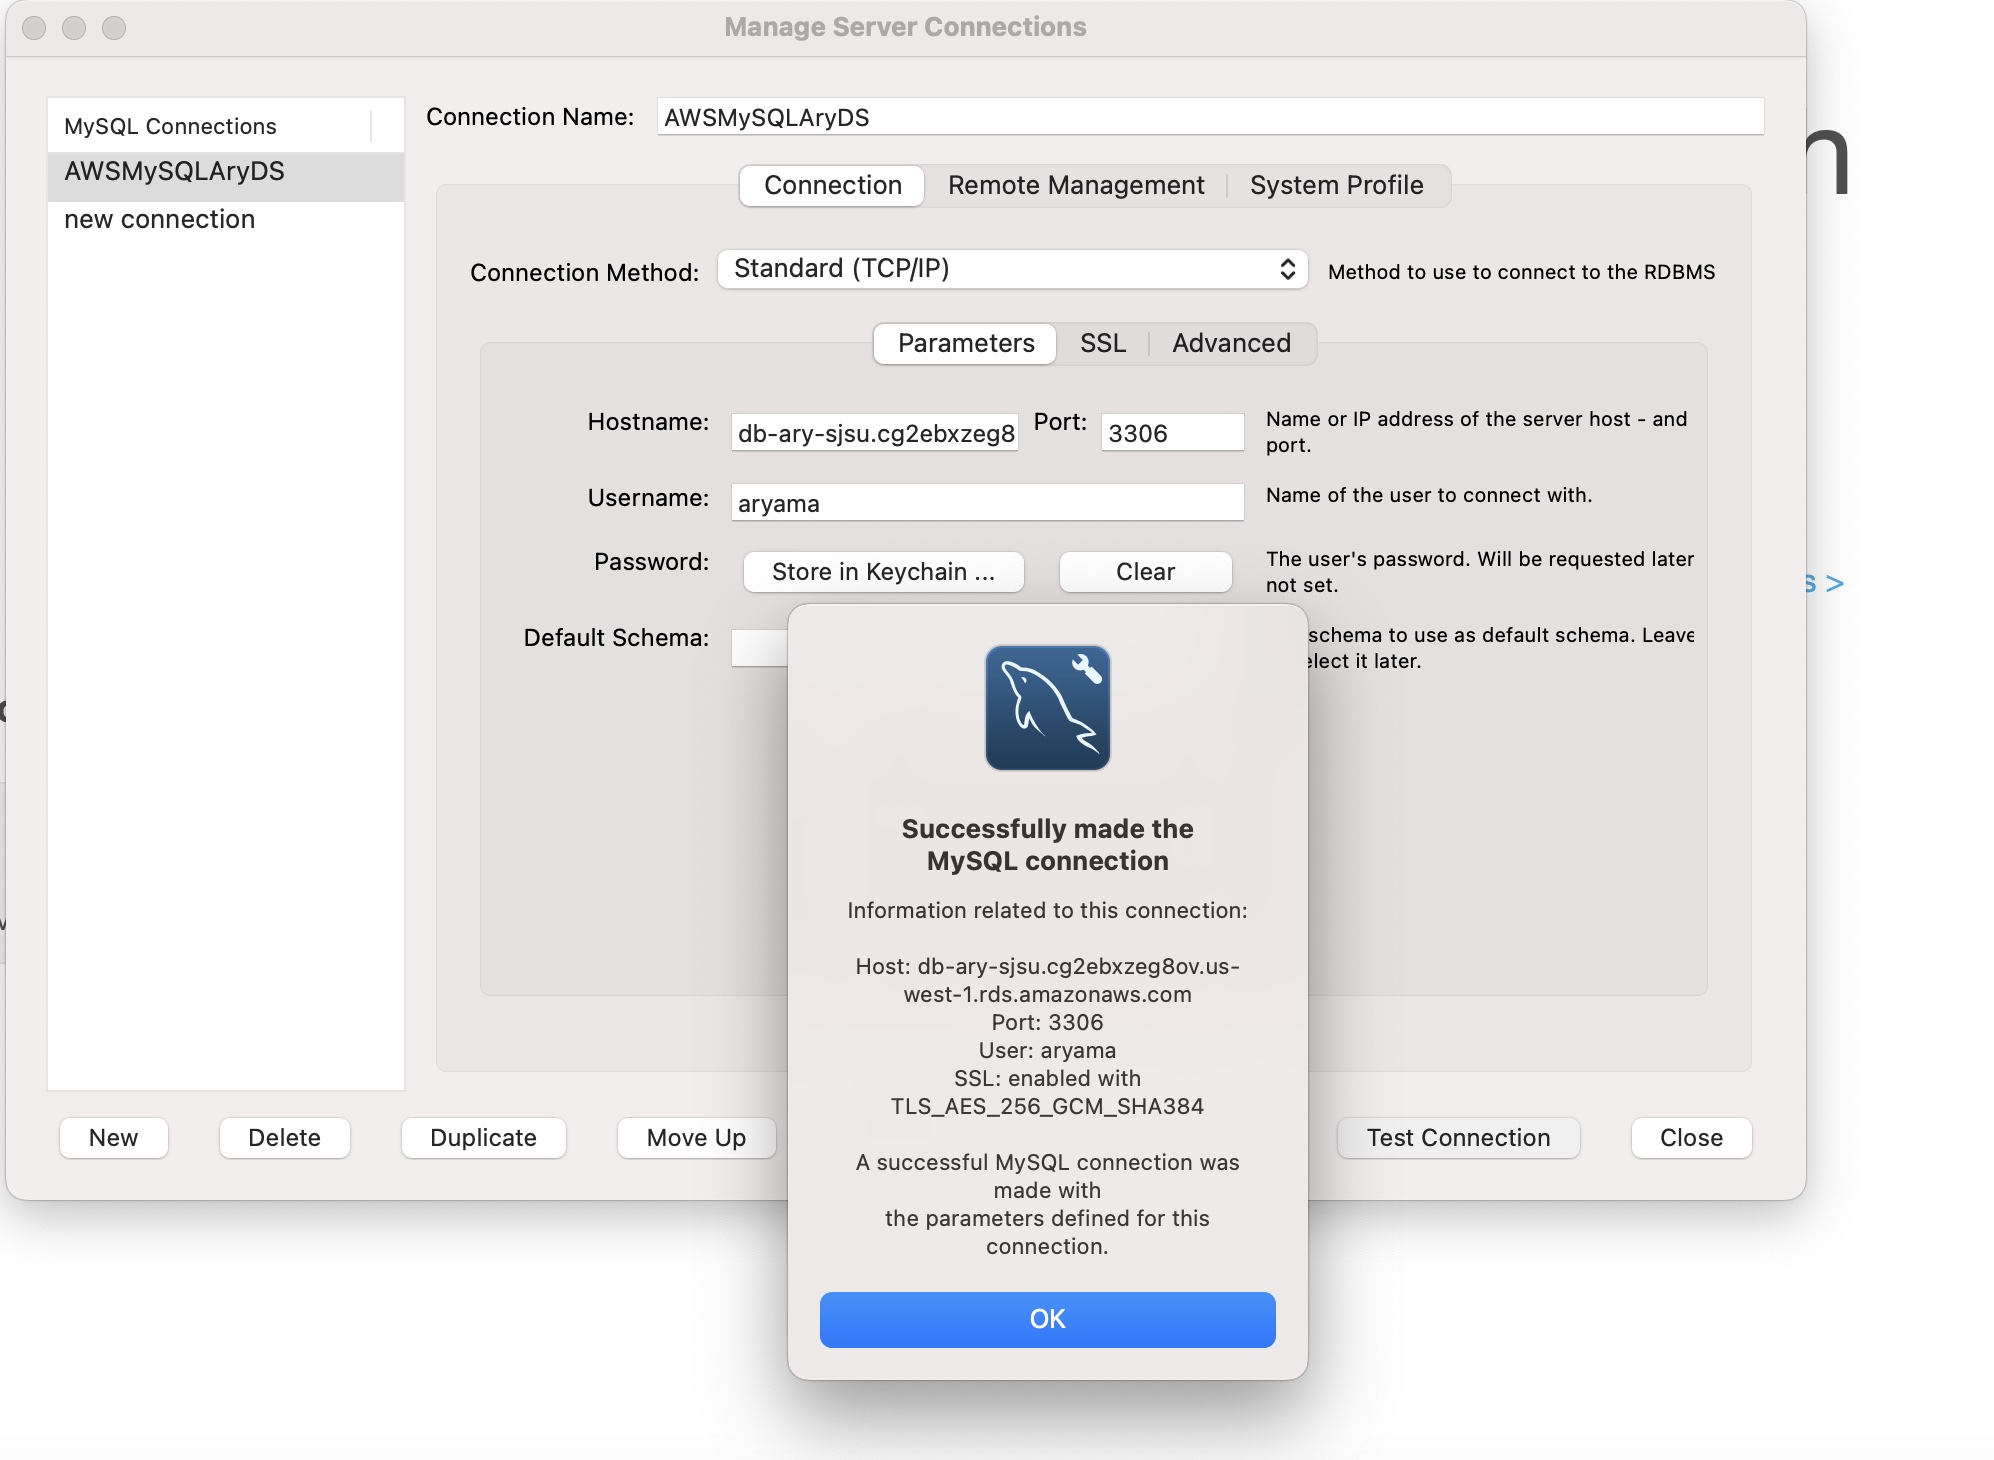 Manage Server Connections
MySQL Connections
AWSMySQLAryDS
new connection
Connection Name: AWSMySQLAryDS
Connection Remote Management System Profile
Connection Method: Standard (TCP/IP) Method to use to connect to the RDBMS
Parameters SSL Advanced
Hostname: db-ary-sjsu.cg2ebxzeg8 Port: 3306 Name or IP address of the server host - and
port.
Username: aryama Name of the user to connect with.
Password: Store in Keychain ... Clear The user's password. Will be requested later
not set.
Default Schema: schema to use as default schema. Leave
elect it later.
Successfully made the
MySQL connection
Information related to this connection:
Host: db-ary-sjsu.cg2ebxzeg8ov.us-
west-1.rds.amazonaws.com
Port: 3306
User: aryama
SSL: enabled with
TLS_AES_256_GCM_SHA384
A successful MySQL connection was
made with
the parameters defined for this
connection.
OK
New Delete Duplicate Move Up Test Connection Close
n
s >